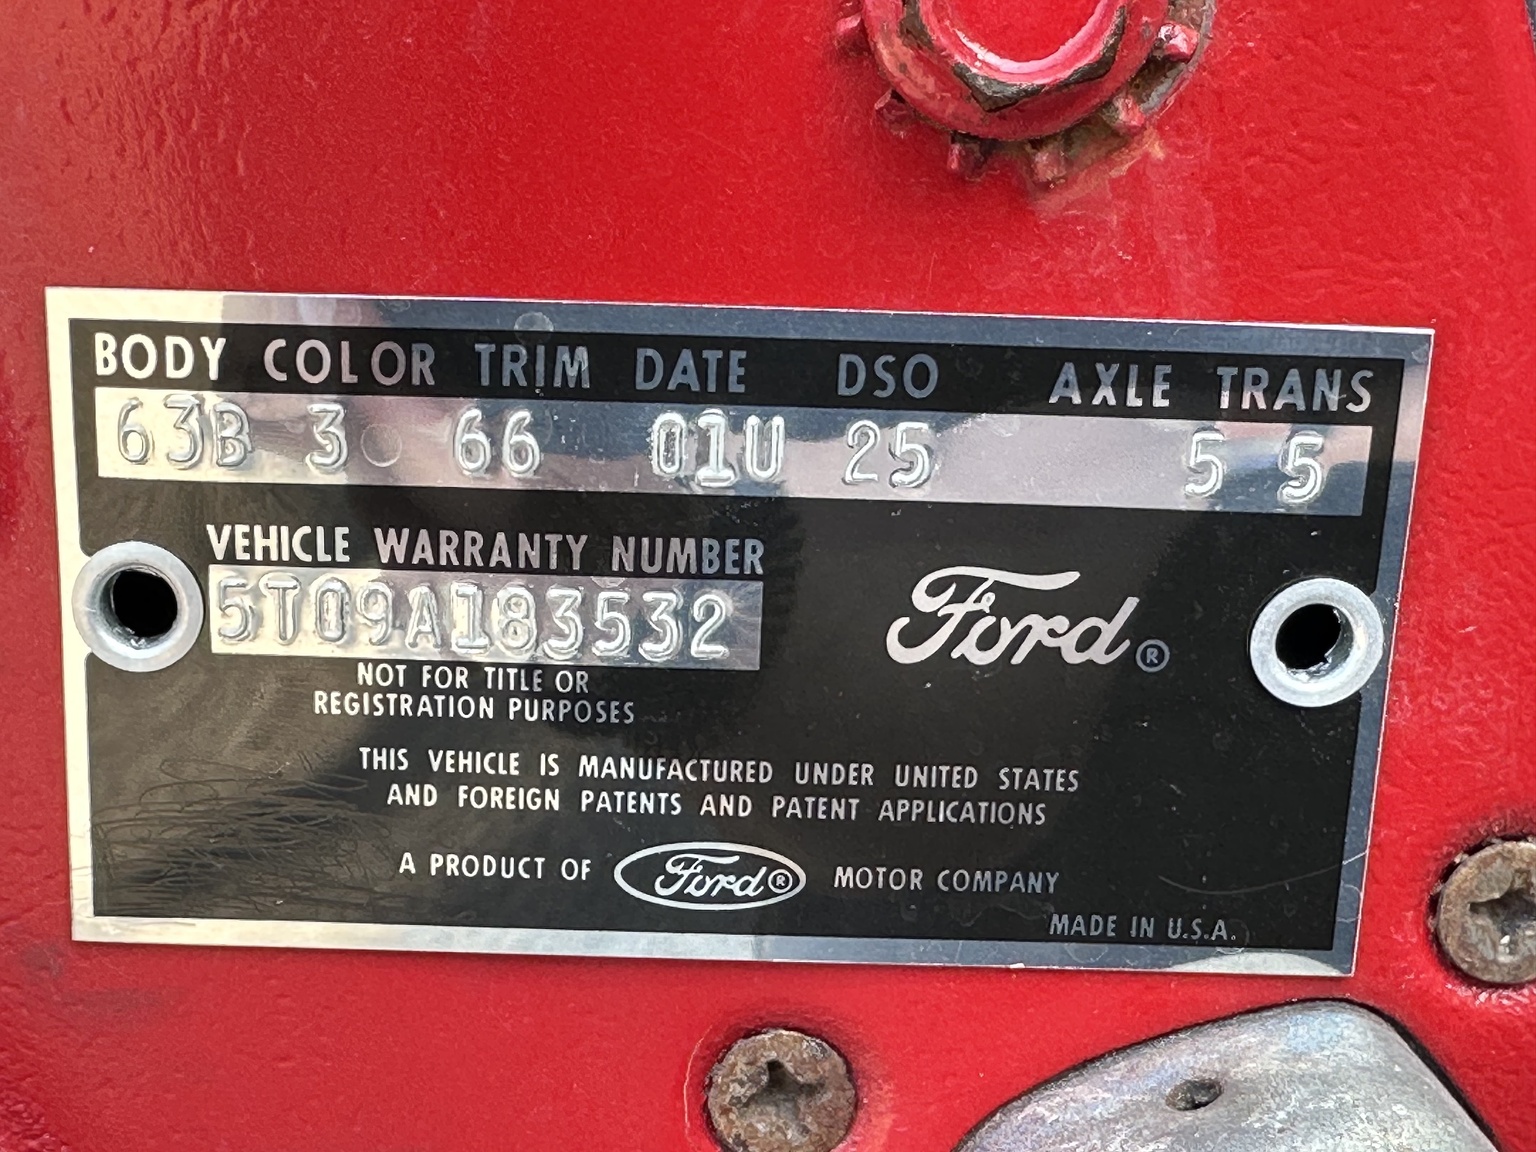 BODY COLOR TRIM DATE DSO AXLE TRANS
63B 3 66 01U 25 5 5
VEHICLE WARRANTY NUMBER
5T09A183532
Ford®
NOT FOR TITLE OR
REGISTRATION PURPOSES
THIS VEHICLE IS MANUFACTURED UNDER UNITED STATES
AND FOREIGN PATENTS AND PATENT APPLICATIONS
A PRODUCT OF Ford® MOTOR COMPANY
MADE IN U.S.A.